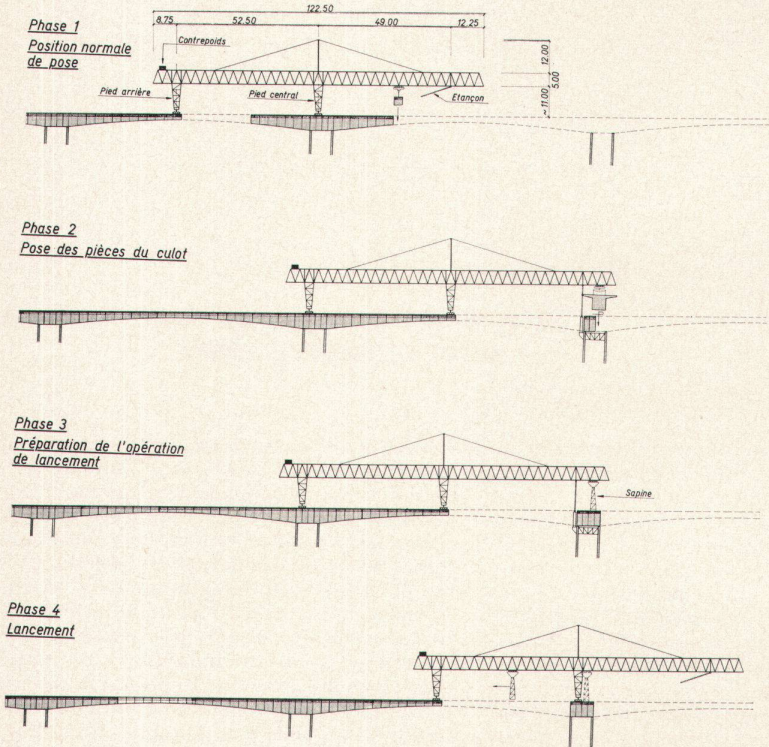 122.50
8.75 52.50 49.00 12.25
Phase 1
Position normale
de pose
Contrepoids
Pied arrière
Pied central
Etançon
12.00
5.00
~11.00
Phase 2
Pose des pièces du culot
Phase 3
Préparation de l'opération
de lancement
Sapine
Phase 4
Lancement